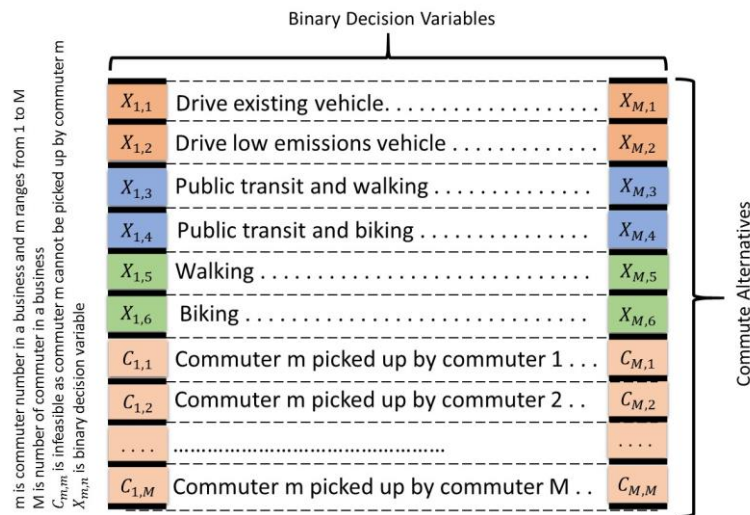 Binary Decision Variables
m is commuter number in a business and m ranges from 1 to M
M is number of commuter in a business
C_{m,m} is infeasible as commuter m cannot be picked up by commuter m
X_{m,n} is binary decision variable
X_{1,1} Drive existing vehicle. . . . . . . . . . . . . . . . . . . . X_{M,1}
X_{1,2} Drive low emissions vehicle . . . . . . . . . . . . . . X_{M,2}
X_{1,3} Public transit and walking . . . . . . . . . . . . . . . X_{M,3}
X_{1,4} Public transit and biking . . . . . . . . . . . . . . . . X_{M,4}
X_{1,5} Walking . . . . . . . . . . . . . . . . . . . . . . . . . . . . . . X_{M,5}
X_{1,6} Biking . . . . . . . . . . . . . . . . . . . . . . . . . . . . . . . X_{M,6}
C_{1,1} Commuter m picked up by commuter 1 . . . C_{M,1}
C_{1,2} Commuter m picked up by commuter 2 . . C_{M,2}
. . . . ................................................ . . . .
C_{1,M} Commuter m picked up by commuter M . . C_{M,M}
Commute Alternatives